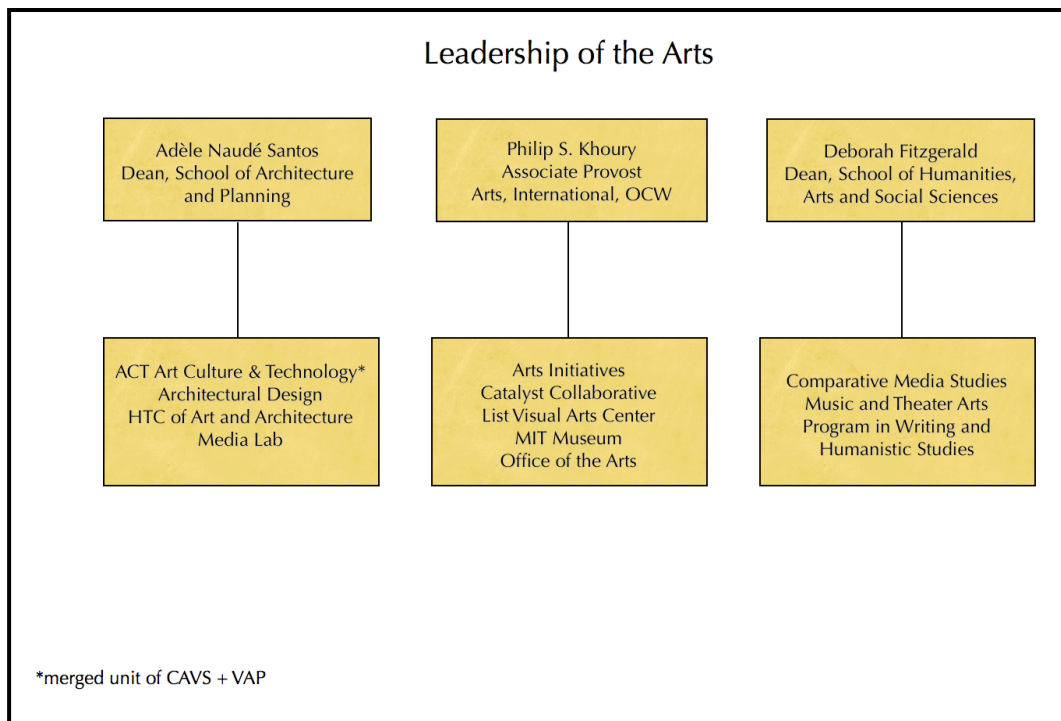 Leadership of the Arts
Adèle Naudé Santos
Dean, School of Architecture
and Planning
Philip S. Khoury
Associate Provost
Arts, International, OCW
Deborah Fitzgerald
Dean, School of Humanities,
Arts and Social Sciences
ACT Art Culture & Technology*
Architectural Design
HTC of Art and Architecture
Media Lab
Arts Initiatives
Catalyst Collaborative
List Visual Arts Center
MIT Museum
Office of the Arts
Comparative Media Studies
Music and Theater Arts
Program in Writing and
Humanistic Studies
*merged unit of CAVS + VAP